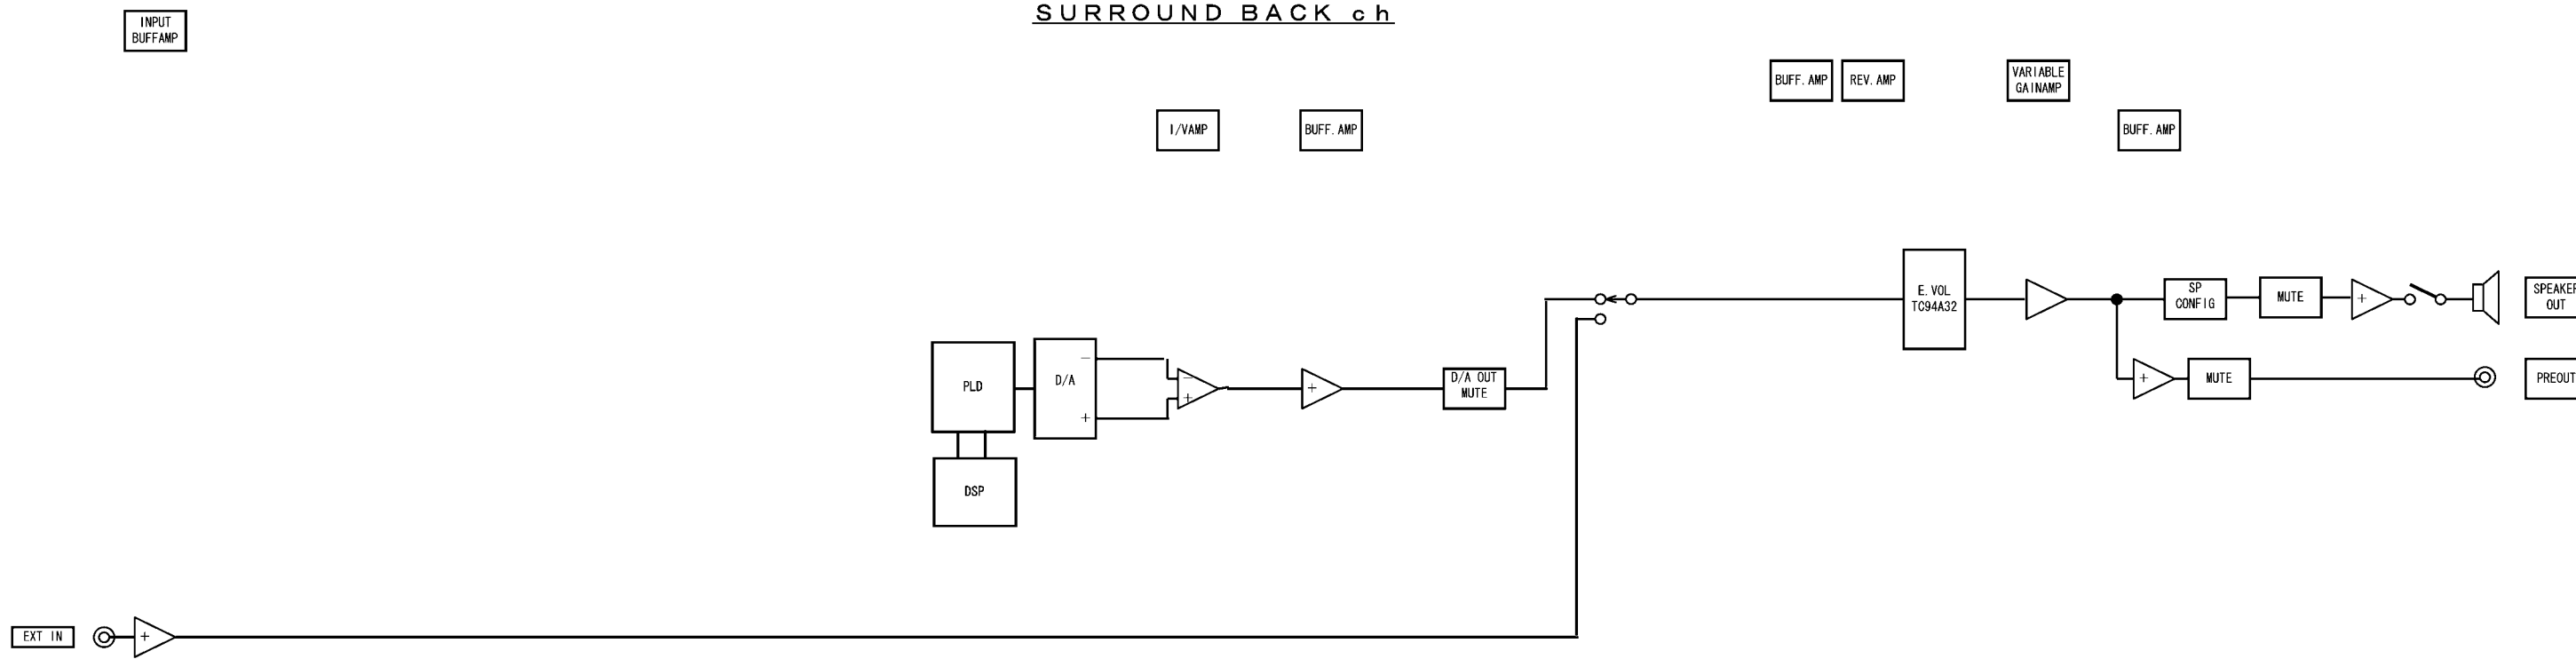 SURROUND BACK ch
INPUT
BUFFAMP
BUFF. AMP
REV. AMP
VARIABLE
GAINAMP
I/VAMP
BUFF. AMP
BUFF. AMP
E. VOL
TC94A32
SP
CONFIG
MUTE
+
SPEAKER
OUT
PLD
D/A
−
+
−
+
+
D/A OUT
MUTE
+
MUTE
PREOUT
DSP
EXT IN
+